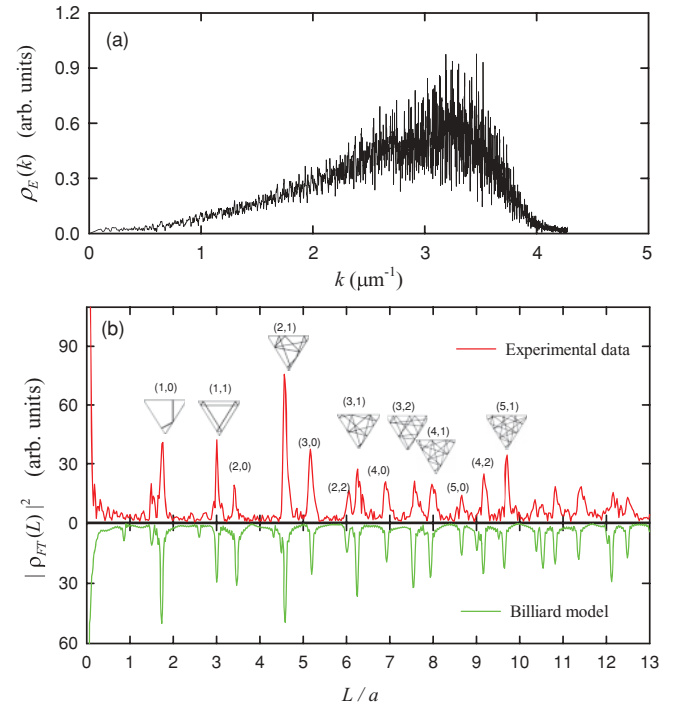 (a)
1.2
0.9
0.6
0.3
0.0
ρ_E(k) (arb. units)
0 1 2 3 4 5
k (μm⁻¹)
(b)
(2,1)
Experimental data
(1,0) (1,1) (3,1) (3,2) (4,1) (5,1)
(2,0) (3,0) (2,2) (4,0) (5,0) (4,2)
90
60
30
0
30
60
|ρ_FT(L)|² (arb. units)
Billiard model
0 1 2 3 4 5 6 7 8 9 10 11 12 13
L / a